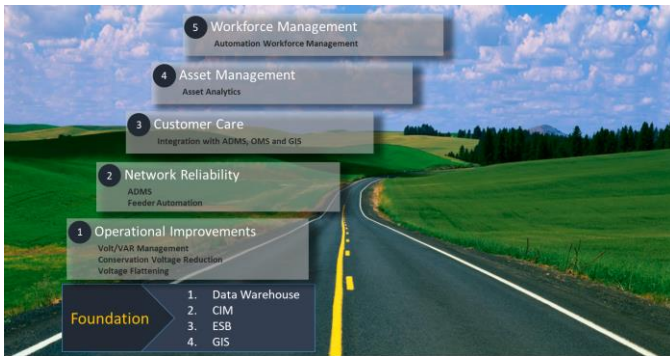 5 Workforce Management
Automation Workforce Management
4 Asset Management
Asset Analytics
3 Customer Care
Integration with ADMS, OMS and GIS
2 Network Reliability
ADMS
Feeder Automation
1 Operational Improvements
Volt/VAR Management
Conservation Voltage Reduction
Voltage Flattening
Foundation
1. Data Warehouse
2. CIM
3. ESB
4. GIS